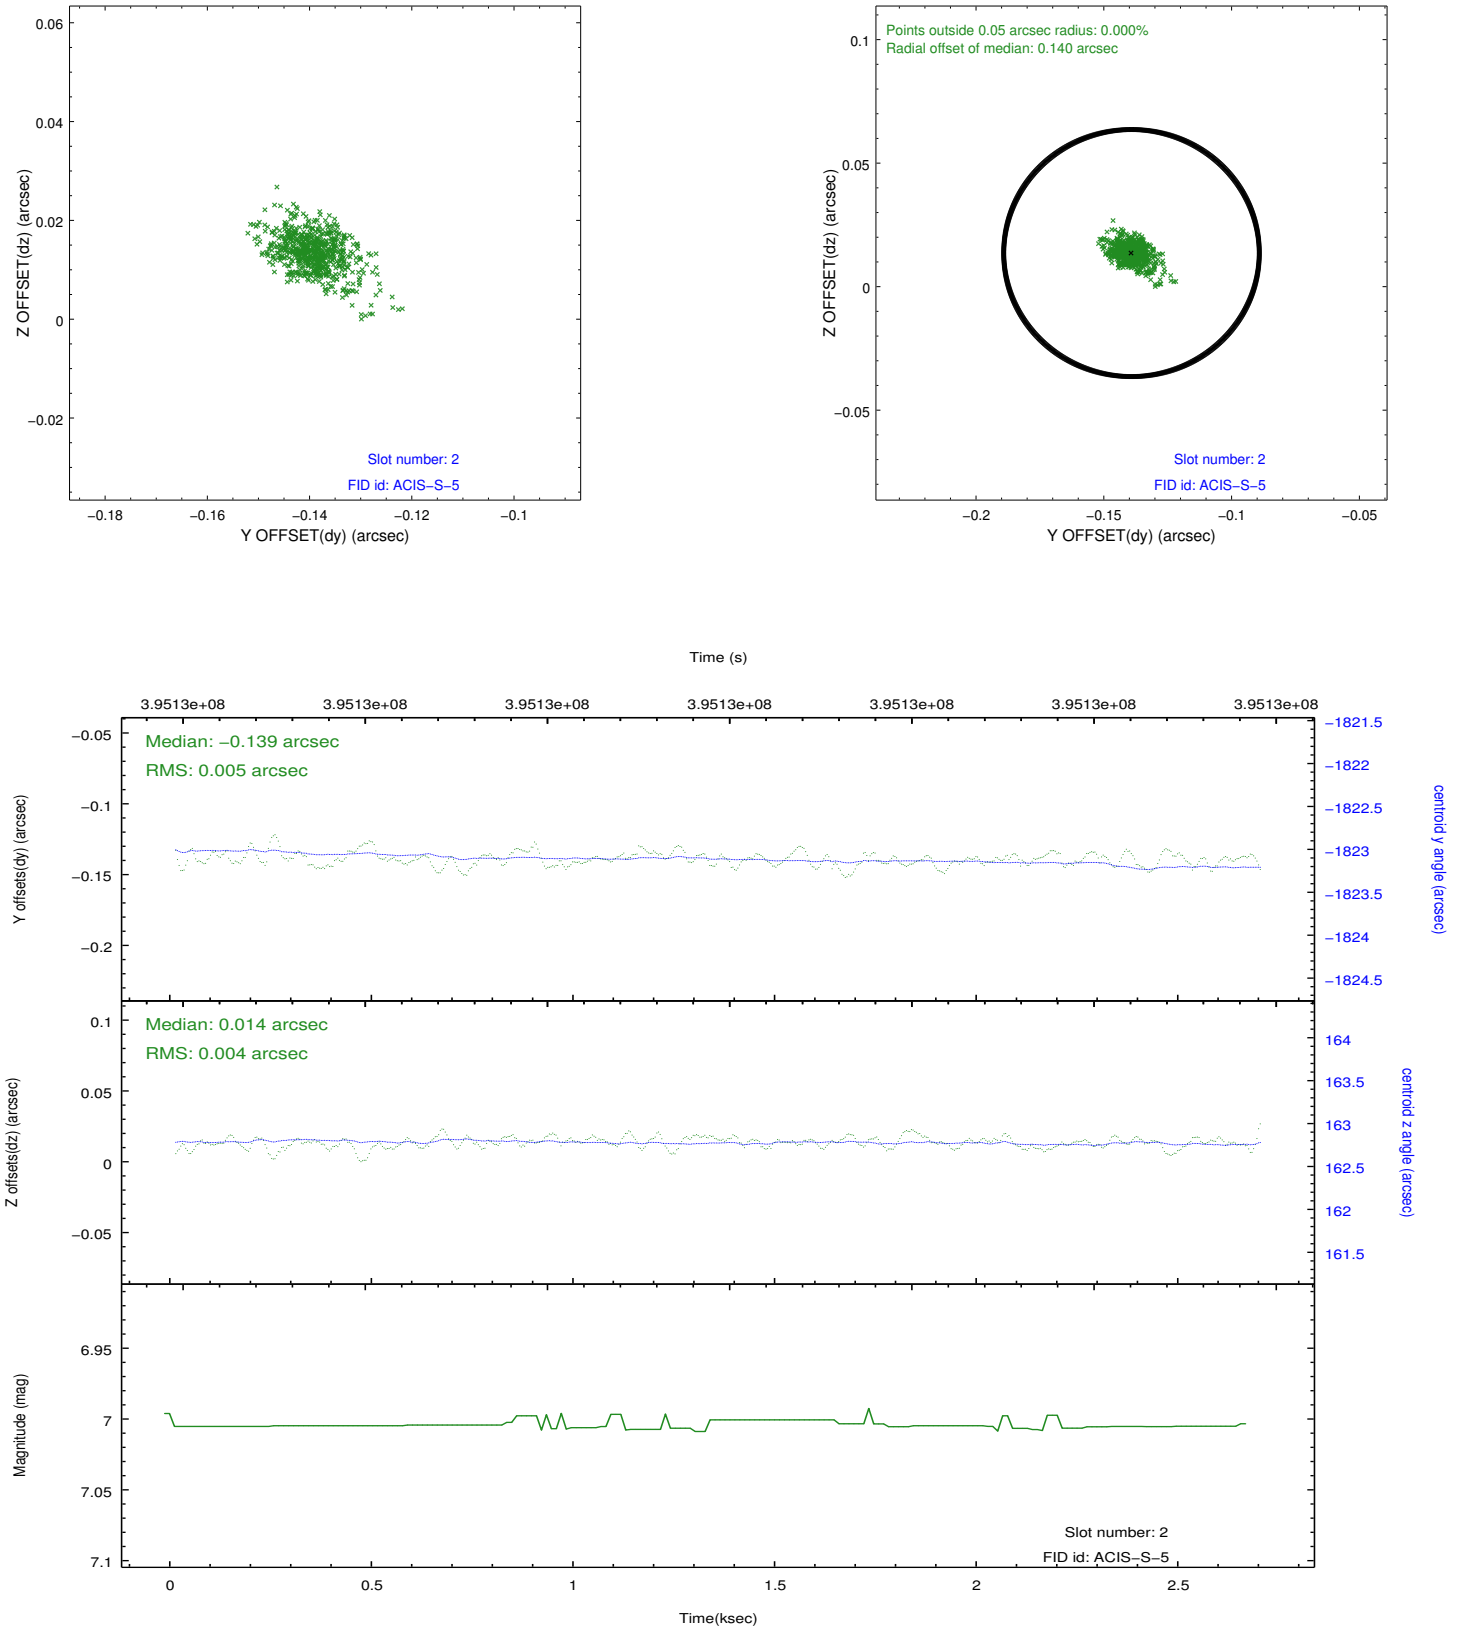 0.06
0.04
0.02
0
−0.02
Z OFFSET(dz) (arcsec)
Slot number: 2
FID id: ACIS−S−5
−0.18 −0.16 −0.14 −0.12 −0.1
Y OFFSET(dy) (arcsec)
Points outside 0.05 arcsec radius: 0.000%
Radial offset of median: 0.140 arcsec
0.1
0.05
0
−0.05
Z OFFSET(dz) (arcsec)
Slot number: 2
FID id: ACIS−S−5
−0.2 −0.15 −0.1 −0.05
Y OFFSET(dy) (arcsec)
Time (s)
3.9513e+08 3.9513e+08 3.9513e+08 3.9513e+08 3.9513e+08 3.9513e+08 3.9513e+08
Median: −0.139 arcsec
RMS: 0.005 arcsec
−0.05
−0.1
−0.15
−0.2
Y offsets(dy) (arcsec)
−1821.5
−1822
−1822.5
−1823
−1823.5
−1824
−1824.5
centroid y angle (arcsec)
Median: 0.014 arcsec
RMS: 0.004 arcsec
0.1
0.05
0
−0.05
Z offsets(dz) (arcsec)
164
163.5
163
162.5
162
161.5
centroid z angle (arcsec)
6.95
7
7.05
7.1
Magnitude (mag)
Slot number: 2
FID id: ACIS−S−5
0 0.5 1 1.5 2 2.5
Time(ksec)